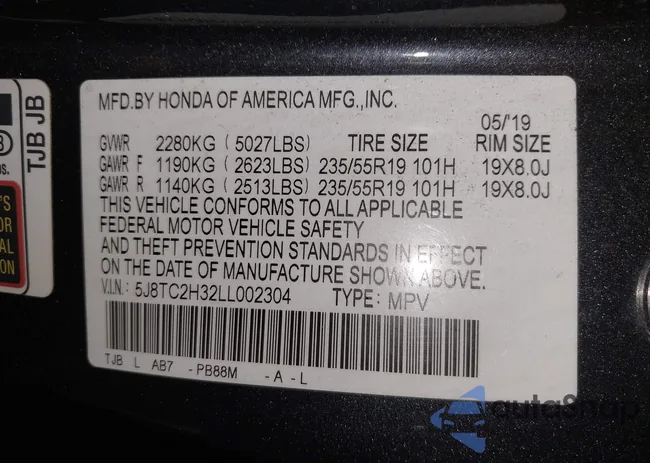 TJB JB
MFD.BY HONDA OF AMERICA MFG.,INC.
05/'19
GVWR 2280KG (5027LBS) TIRE SIZE RIM SIZE
GAWR F 1190KG (2623LBS) 235/55R19 101H 19X8.0J
GAWR R 1140KG (2513LBS) 235/55R19 101H 19X8.0J
THIS VEHICLE CONFORMS TO ALL APPLICABLE
FEDERAL MOTOR VEHICLE SAFETY
AND THEFT PREVENTION STANDARDS IN EFFECT
ON THE DATE OF MANUFACTURE SHOWN ABOVE.
V.I.N: 5J8TC2H32LL002304 TYPE: MPV
TJB L AB7 -PB88M -A -L
autaShop